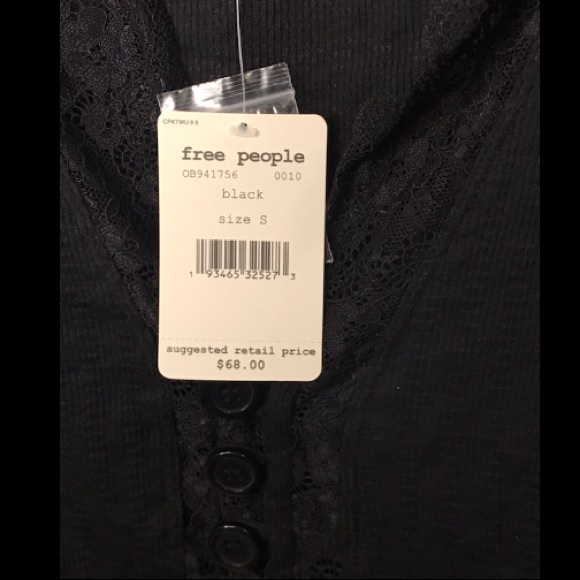 CPKTWU 9 9
free people
OB941756 0010
black
size S
1 93465 32527 3
suggested retail price
$68.00